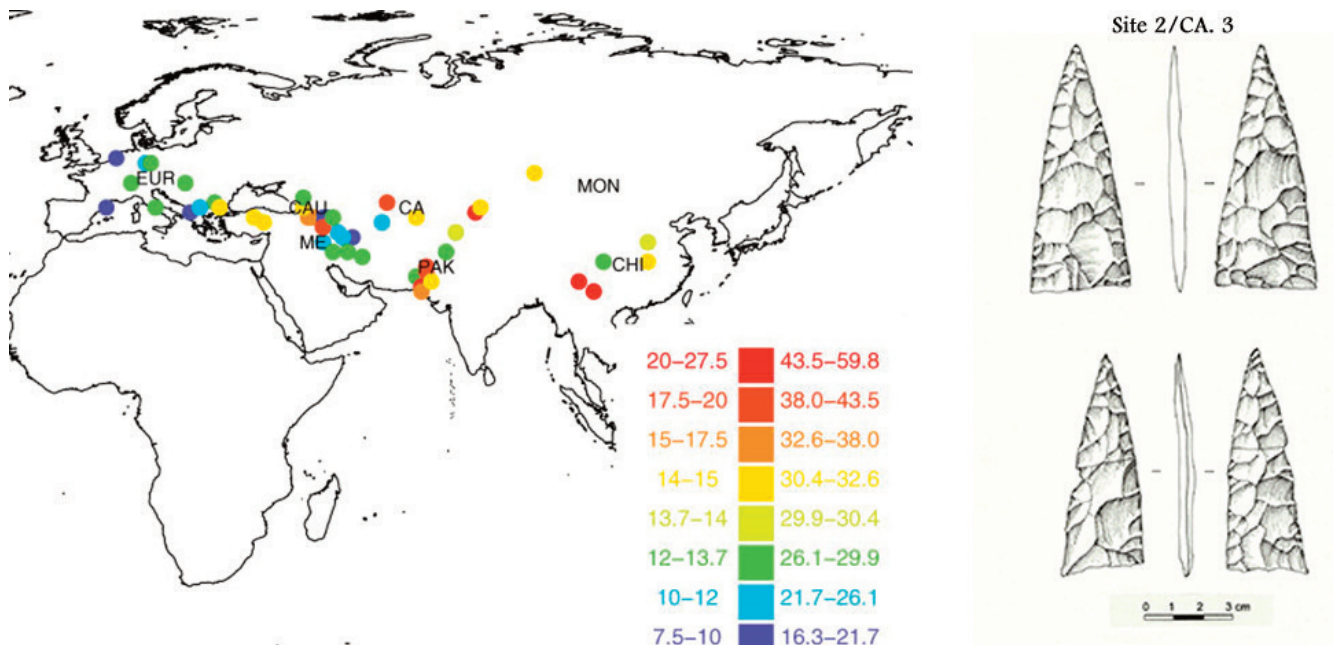 Site 2/CA. 3
MON
EUR
CAU
CA
ME
PAK
CHI
20–27.5 43.5–59.8
17.5–20 38.0–43.5
15–17.5 32.6–38.0
14–15 30.4–32.6
13.7–14 29.9–30.4
12–13.7 26.1–29.9
10–12 21.7–26.1
7.5–10 16.3–21.7
0 1 2 3 cm